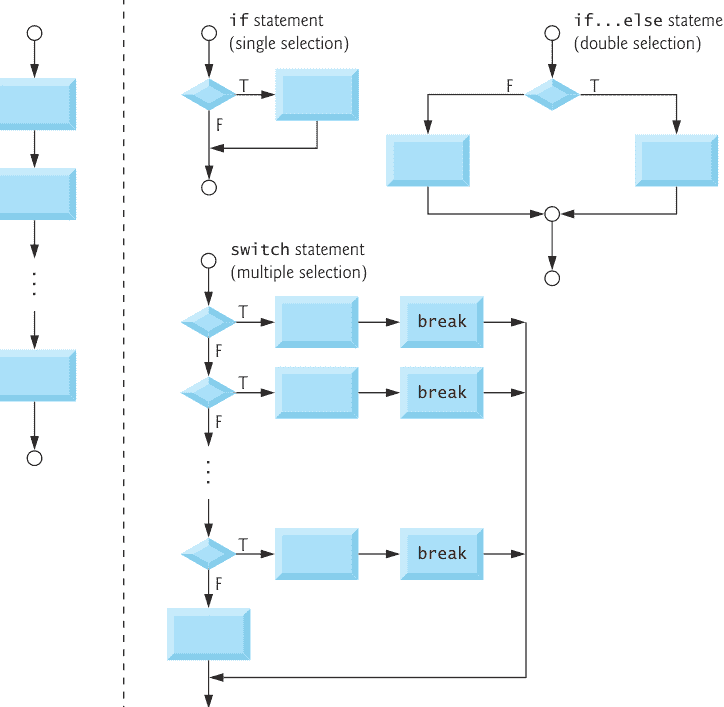 if statement
(single selection)
T
F
if...else stateme
(double selection)
F
T
switch statement
(multiple selection)
T
break
F
T
break
F
T
break
F